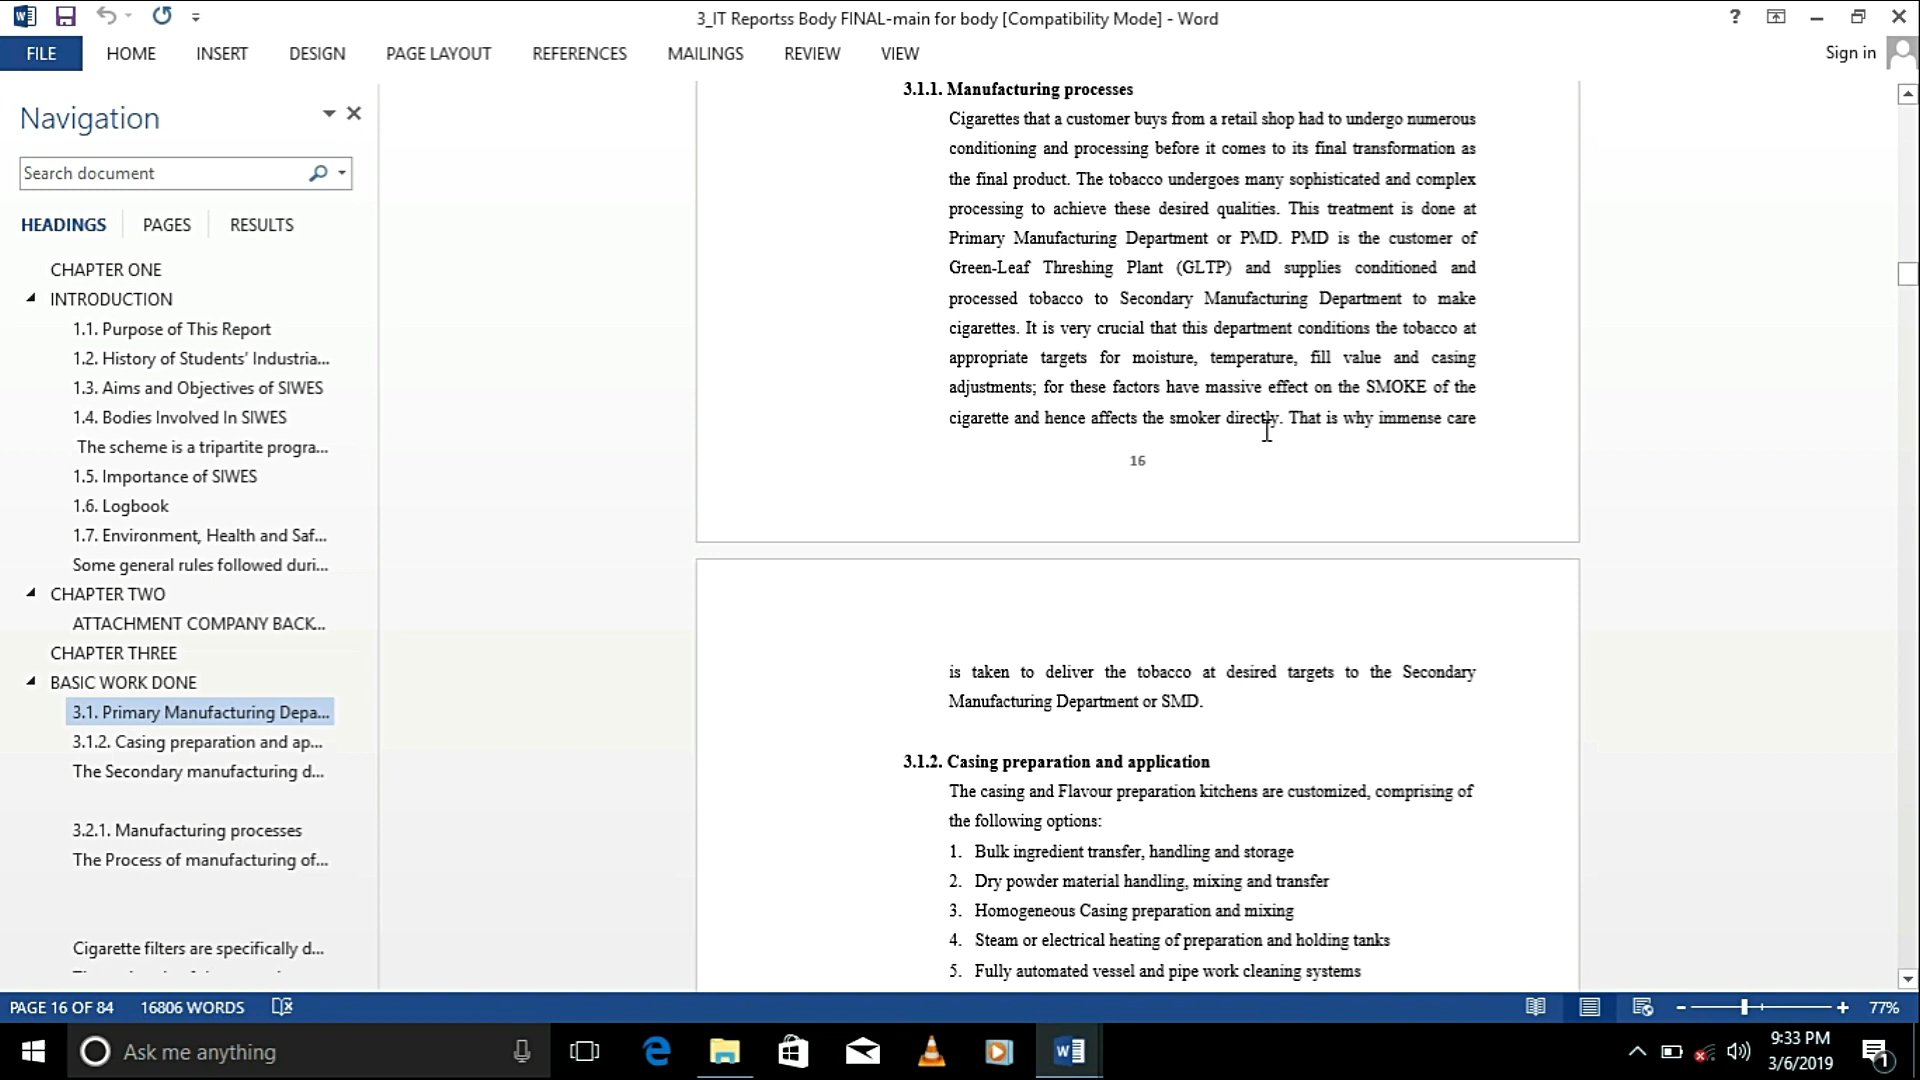 3_IT Reportss Body FINAL-main for body [Compatibility Mode] - Word
?
FILE
HOME
INSERT
DESIGN
PAGE LAYOUT
REFERENCES
MAILINGS
REVIEW
VIEW
Sign in
Navigation
Search document
HEADINGS
PAGES
RESULTS
CHAPTER ONE
INTRODUCTION
1.1. Purpose of This Report
1.2. History of Students’ Industria...
1.3. Aims and Objectives of SIWES
1.4. Bodies Involved In SIWES
The scheme is a tripartite progra...
1.5. Importance of SIWES
1.6. Logbook
1.7. Environment, Health and Saf...
Some general rules followed duri...
CHAPTER TWO
ATTACHMENT COMPANY BACK...
CHAPTER THREE
BASIC WORK DONE
3.1. Primary Manufacturing Depa...
3.1.2. Casing preparation and ap...
The Secondary manufacturing d...
3.2.1. Manufacturing processes
The Process of manufacturing of...
Cigarette filters are specifically d...
3.1.1. Manufacturing processes
Cigarettes that a customer buys from a retail shop had to undergo numerous
conditioning and processing before it comes to its final transformation as
the final product. The tobacco undergoes many sophisticated and complex
processing to achieve these desired qualities. This treatment is done at
Primary Manufacturing Department or PMD. PMD is the customer of
Green-Leaf Threshing Plant (GLTP) and supplies conditioned and
processed tobacco to Secondary Manufacturing Department to make
cigarettes. It is very crucial that this department conditions the tobacco at
appropriate targets for moisture, temperature, fill value and casing
adjustments; for these factors have massive effect on the SMOKE of the
cigarette and hence affects the smoker directly. That is why immense care
16
is taken to deliver the tobacco at desired targets to the Secondary
Manufacturing Department or SMD.
3.1.2. Casing preparation and application
The casing and Flavour preparation kitchens are customized, comprising of
the following options:
1. Bulk ingredient transfer, handling and storage
2. Dry powder material handling, mixing and transfer
3. Homogeneous Casing preparation and mixing
4. Steam or electrical heating of preparation and holding tanks
5. Fully automated vessel and pipe work cleaning systems
PAGE 16 OF 84
16806 WORDS
77%
Ask me anything
9:33 PM
3/6/2019
1